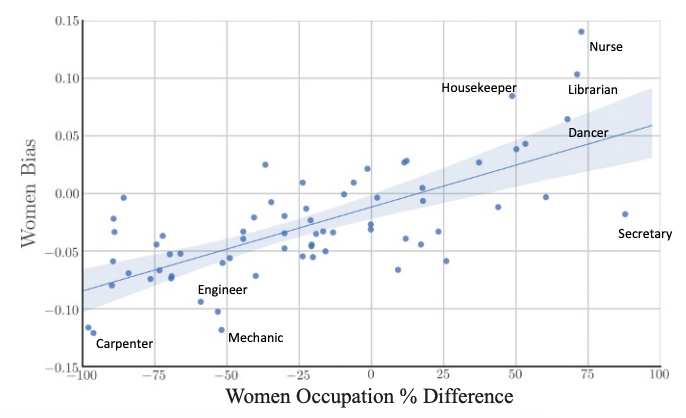 0.15
Nurse
0.10
Housekeeper
Librarian
0.05
Dancer
Women Bias
0.00
Secretary
−0.05
Engineer
−0.10
Carpenter
Mechanic
−0.15
−100
−75
−50
−25
0
25
50
75
100
Women Occupation % Difference